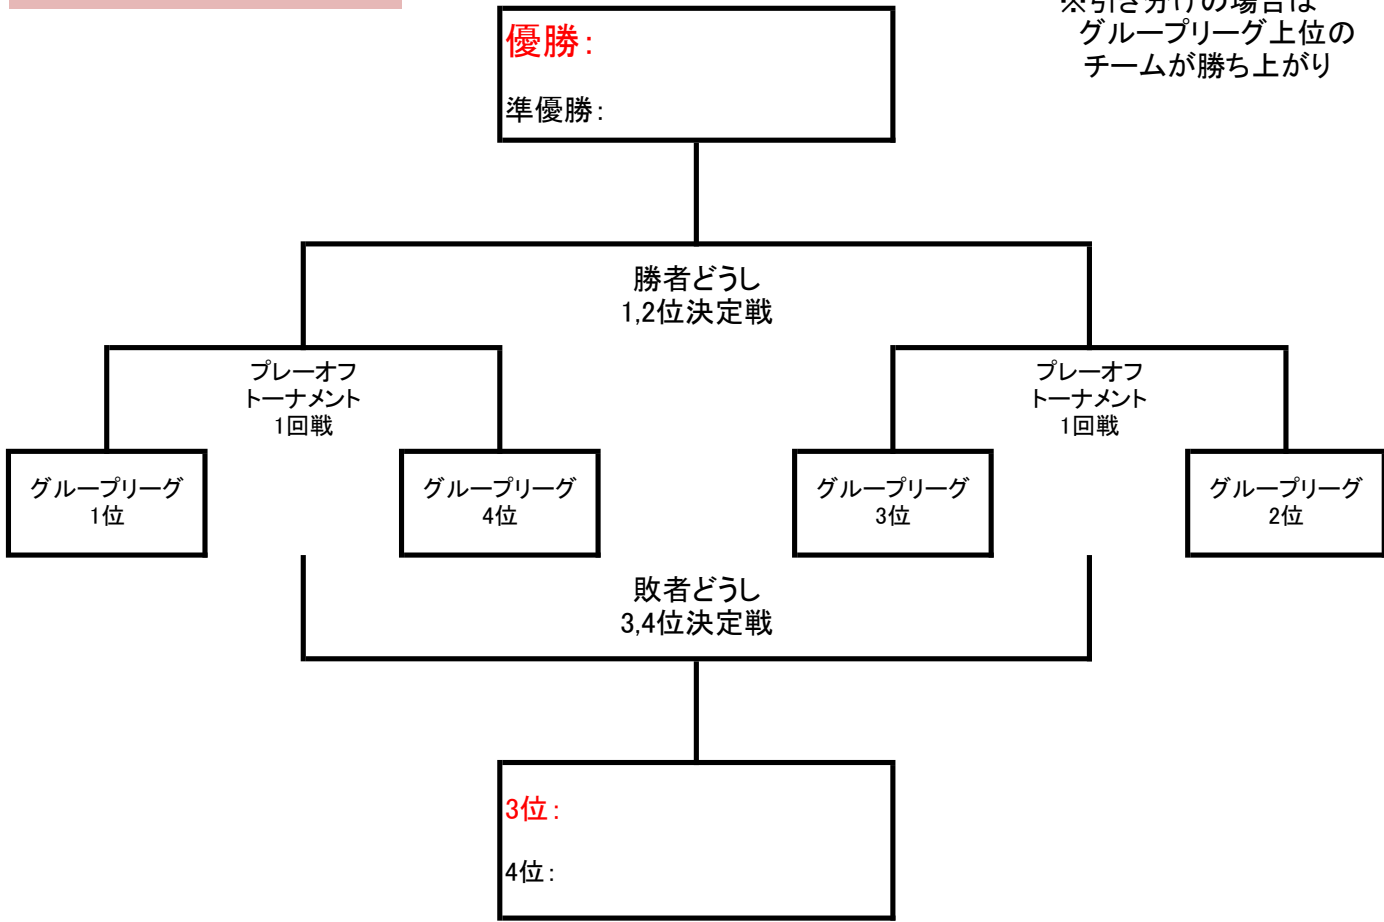 ※引き分けの場合は
グループリーグ上位の
チームが勝ち上がり
優勝：
準優勝：
勝者どうし
1,2位決定戦
プレーオフ
トーナメント
1回戦
プレーオフ
トーナメント
1回戦
グループリーグ
1位
グループリーグ
4位
グループリーグ
3位
グループリーグ
2位
敗者どうし
3,4位決定戦
3位：
4位：